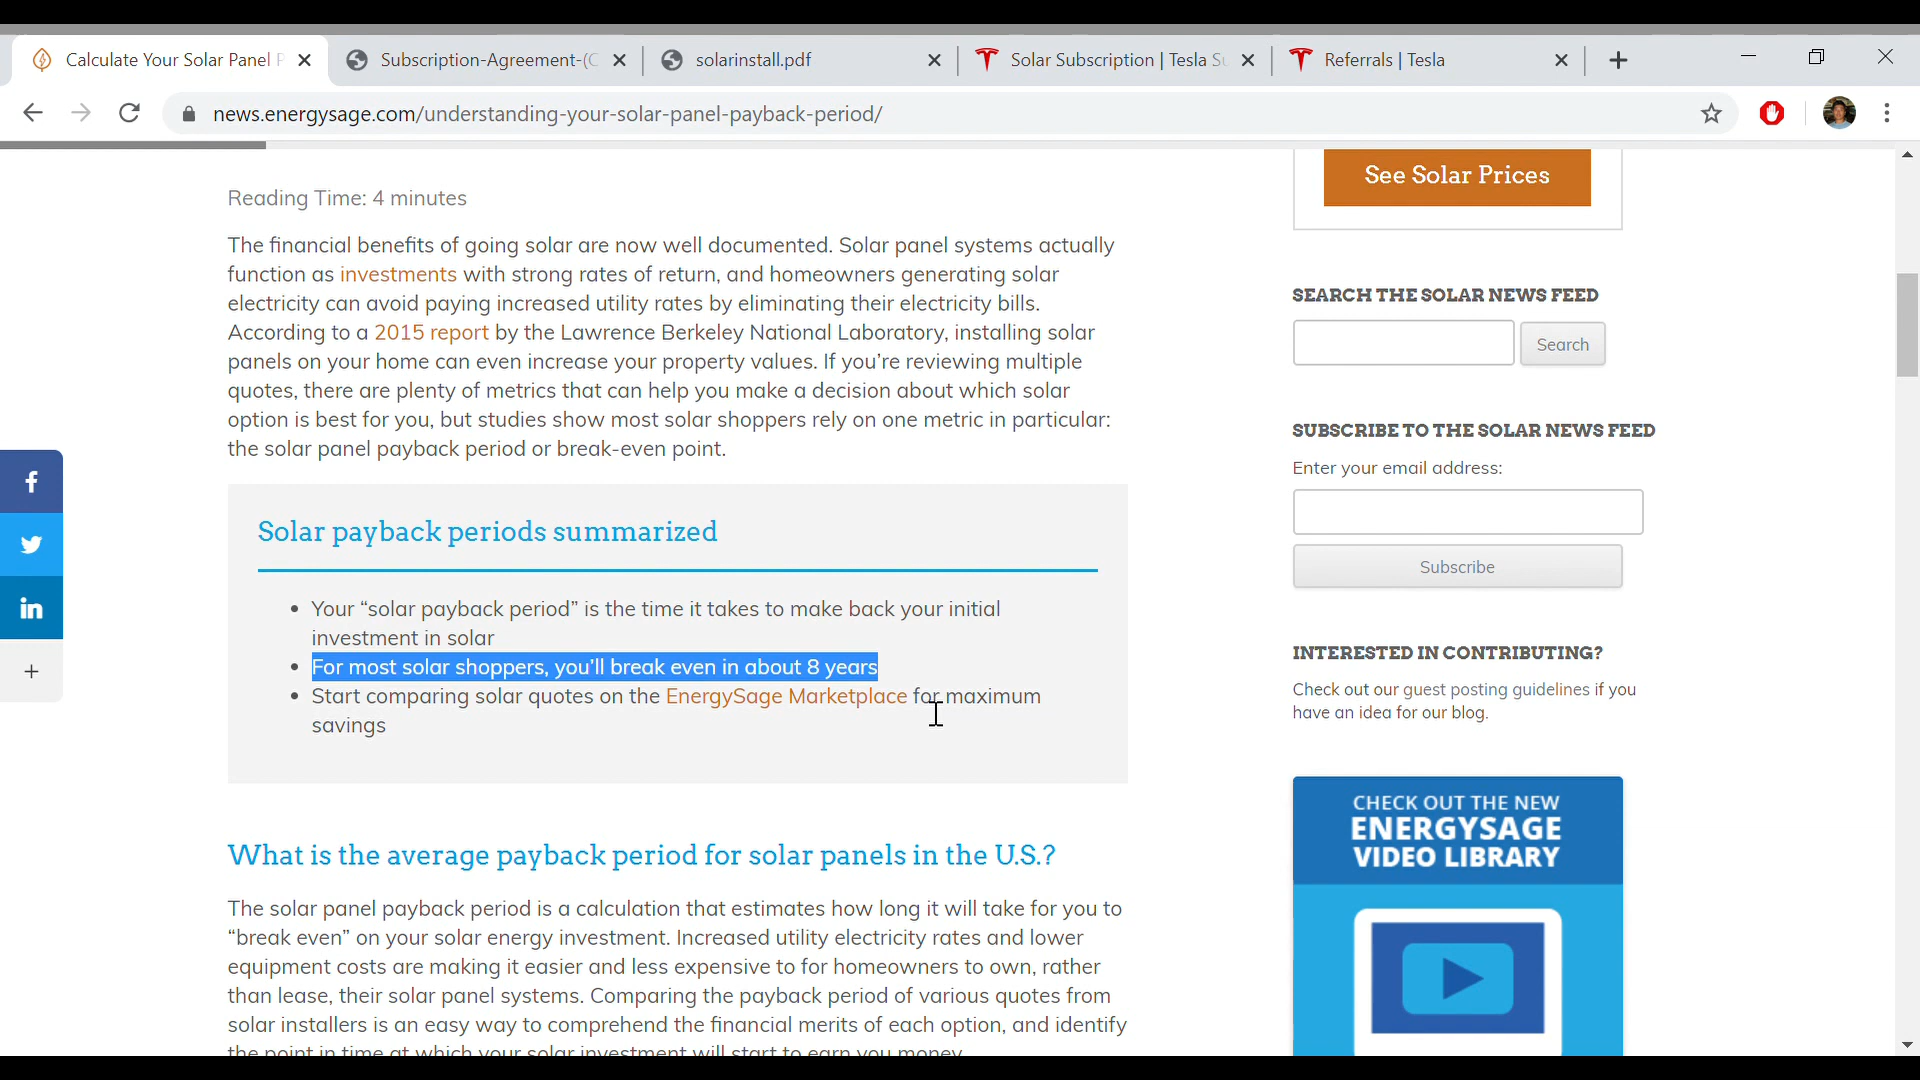 Calculate Your Solar Panel P
Subscription-Agreement-(C
solarinstall.pdf
Solar Subscription | Tesla Su
Referrals | Tesla
news.energysage.com/understanding-your-solar-panel-payback-period/
Reading Time: 4 minutes
The financial benefits of going solar are now well documented. Solar panel systems actually
function as investments with strong rates of return, and homeowners generating solar
electricity can avoid paying increased utility rates by eliminating their electricity bills.
According to a 2015 report by the Lawrence Berkeley National Laboratory, installing solar
panels on your home can even increase your property values. If you’re reviewing multiple
quotes, there are plenty of metrics that can help you make a decision about which solar
option is best for you, but studies show most solar shoppers rely on one metric in particular:
the solar panel payback period or break-even point.
Solar payback periods summarized
• Your “solar payback period” is the time it takes to make back your initial
investment in solar
• For most solar shoppers, you’ll break even in about 8 years
• Start comparing solar quotes on the EnergySage Marketplace for maximum
savings
What is the average payback period for solar panels in the U.S.?
The solar panel payback period is a calculation that estimates how long it will take for you to
“break even” on your solar energy investment. Increased utility electricity rates and lower
equipment costs are making it easier and less expensive to for homeowners to own, rather
than lease, their solar panel systems. Comparing the payback period of various quotes from
solar installers is an easy way to comprehend the financial merits of each option, and identify
the point in time at which your solar investment will start to earn you money.
See Solar Prices
SEARCH THE SOLAR NEWS FEED
Search
SUBSCRIBE TO THE SOLAR NEWS FEED
Enter your email address:
Subscribe
INTERESTED IN CONTRIBUTING?
Check out our guest posting guidelines if you
have an idea for our blog.
CHECK OUT THE NEW
ENERGYSAGE
VIDEO LIBRARY